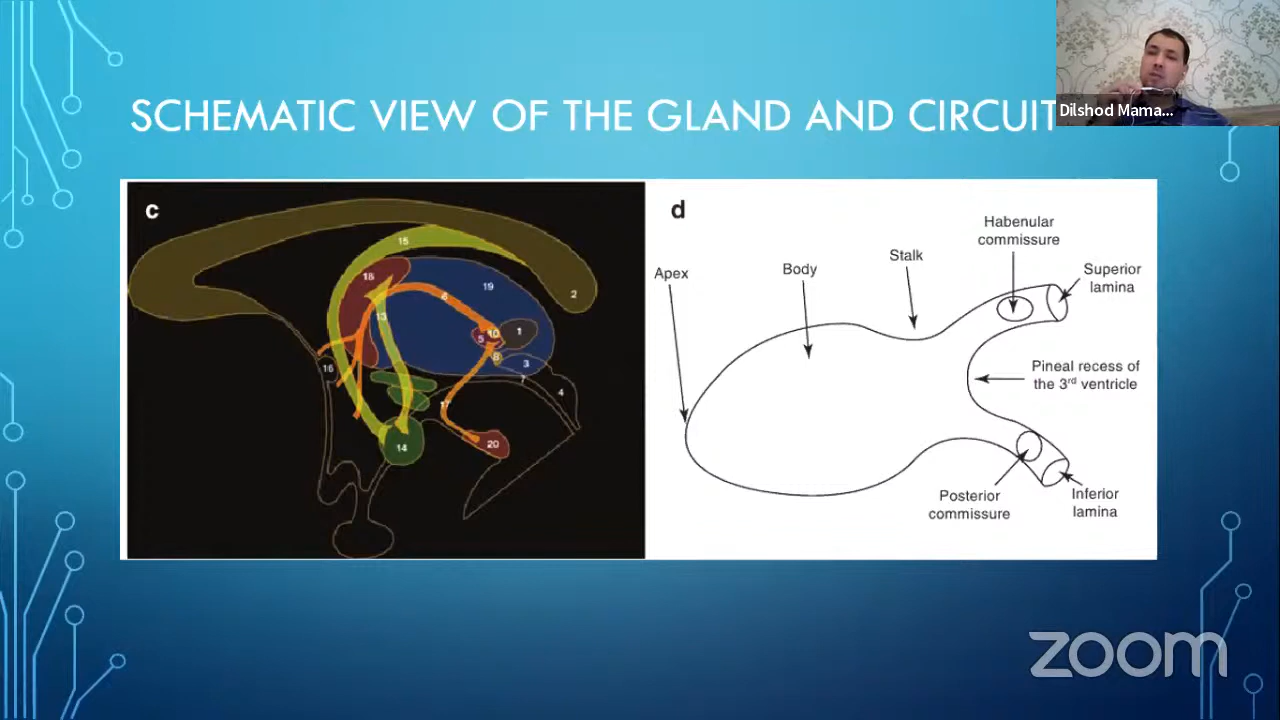 SCHEMATIC VIEW OF THE GLAND AND CIRCUIT
Dilshod Mama...
c
15
18
19
2
6
13
10
1
5
8
3
16
7
4
14
20
d
Habenular
commissure
Stalk
Superior
lamina
Apex
Body
Pineal recess of
the 3rd ventricle
Posterior
commissure
Inferior
lamina
zoom